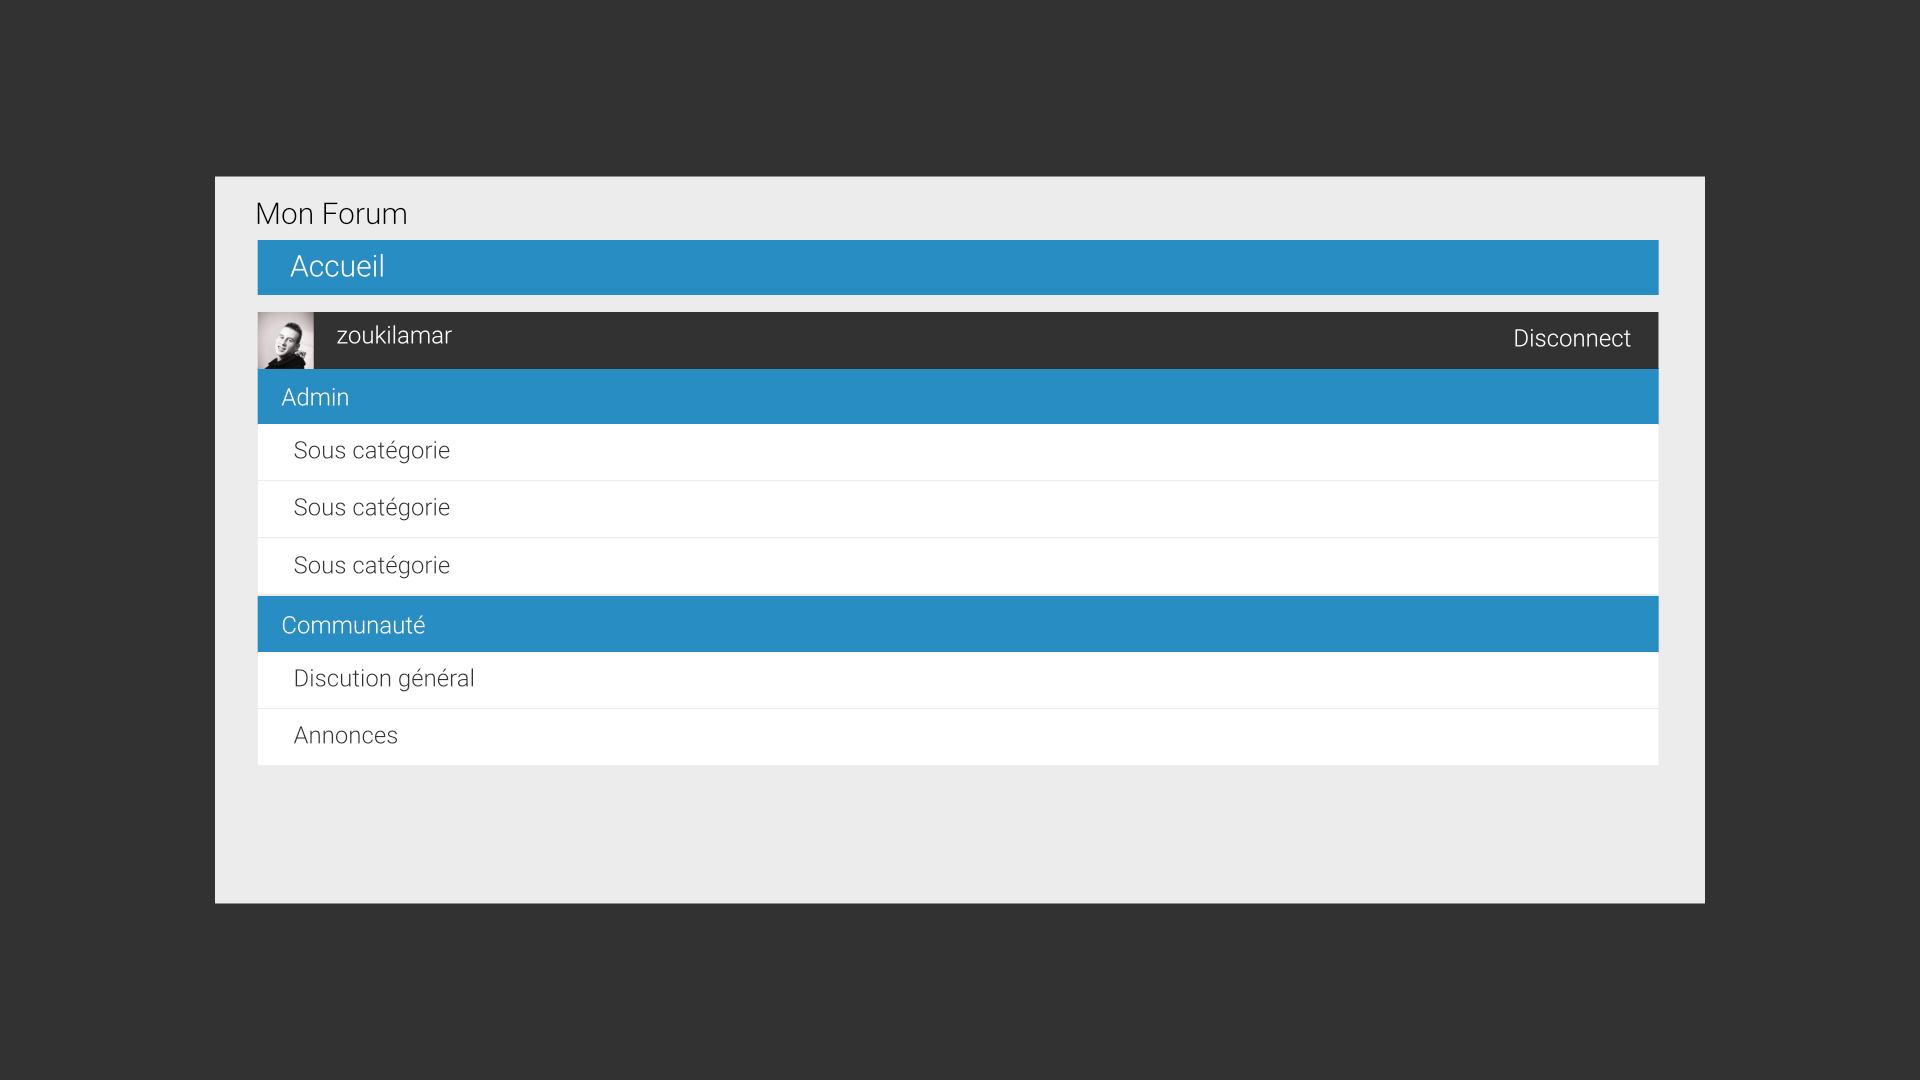 Mon Forum
Accueil
zoukilamar Disconnect
Admin
Sous catégorie
Sous catégorie
Sous catégorie
Communauté
Discution général
Annonces